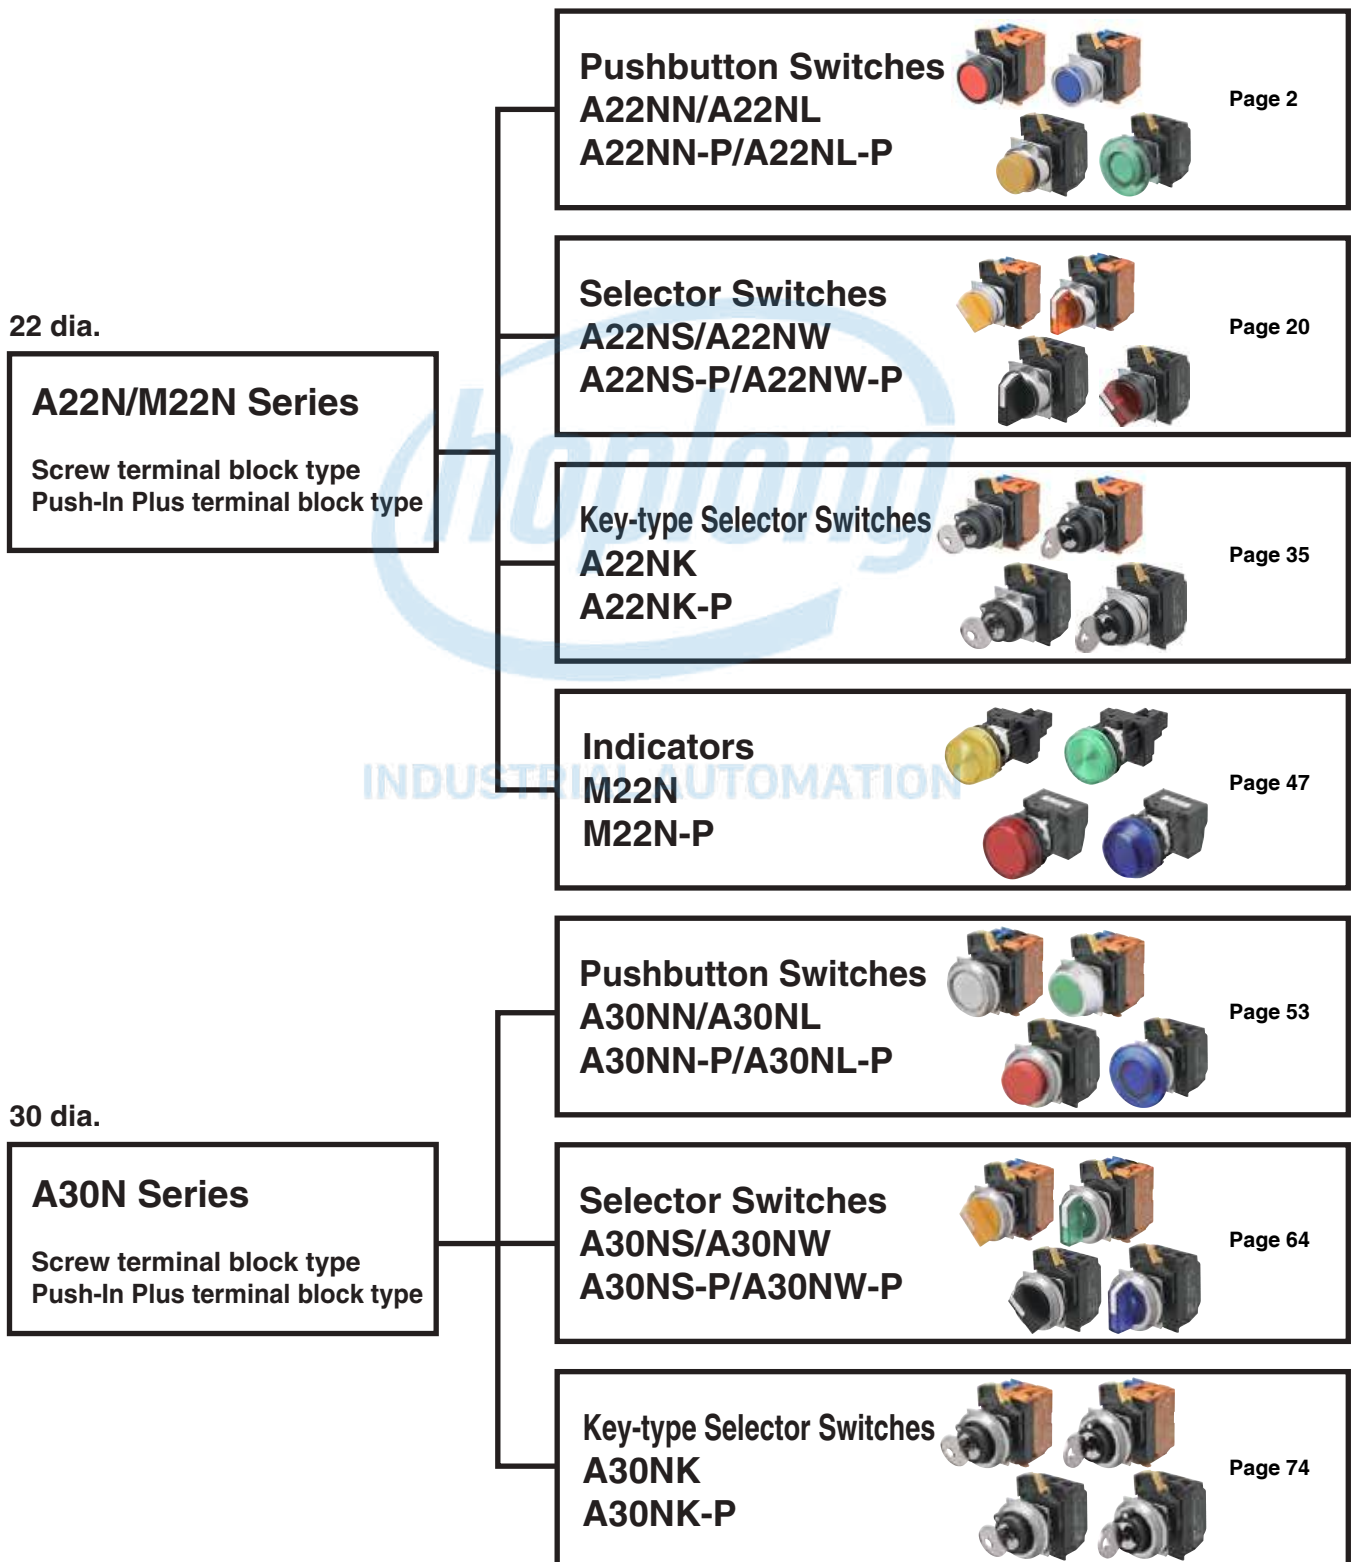 Pushbutton Switches
A22NN/A22NL
A22NN-P/A22NL-P
Page 2
22 dia.
A22N/M22N Series
Screw terminal block type
Push-In Plus terminal block type
Selector Switches
A22NS/A22NW
A22NS-P/A22NW-P
Page 20
hoplong
Key-type Selector Switches
A22NK
A22NK-P
Page 35
Indicators
M22N
M22N-P
Page 47
INDUSTRIAL AUTOMATION
Pushbutton Switches
A30NN/A30NL
A30NN-P/A30NL-P
Page 53
30 dia.
A30N Series
Screw terminal block type
Push-In Plus terminal block type
Selector Switches
A30NS/A30NW
A30NS-P/A30NW-P
Page 64
Key-type Selector Switches
A30NK
A30NK-P
Page 74